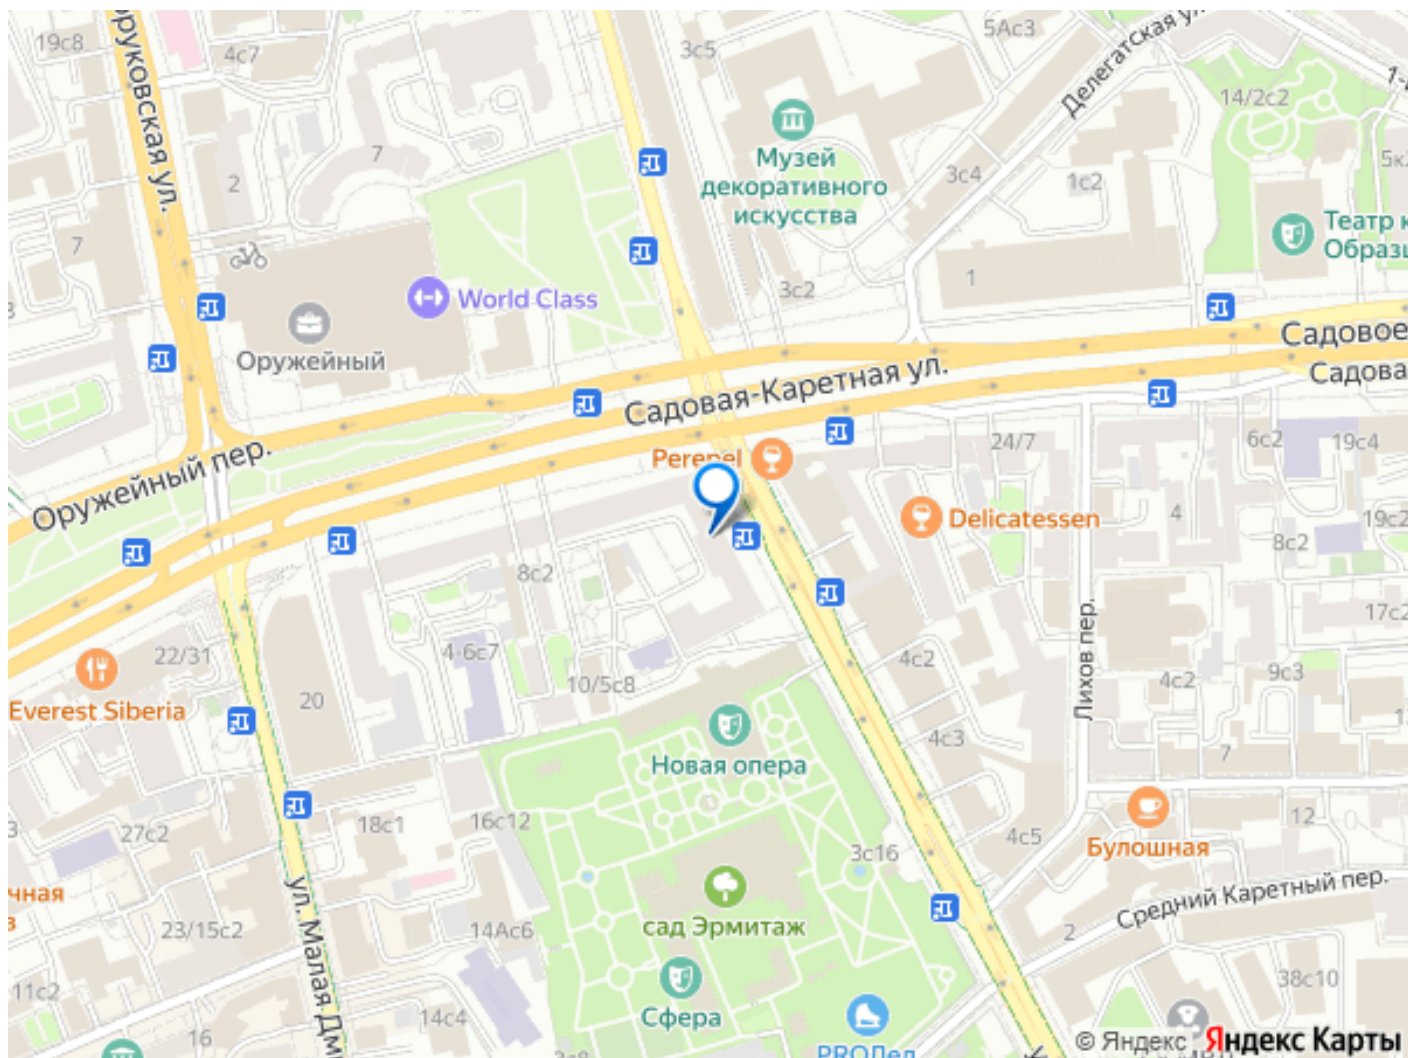 19с8
4с7
3с5
5Ас3
Делегатская ул.
14/2с2
7
2
Музей
декоративного
искусства
3с4
1с2
Театр к
Образц
7
World Class
3с2
1
Оружейный
Садовое
Садова
Садовая-Каретная ул.
Оружейный пер.
Perepel
24/7
6с2
19с4
Delicatessen
4
19с2
8с2
8с2
17с2
Лихов пер.
22/31
4-6с7
10/5с8
4с2
4с2
9с3
20
Everest Siberia
Новая опера
4с3
7
27с2
18с1
16с12
3с16
4с5
12
Булошная
чная
сад Эрмитаж
Средний Каретный пер.
23/15с2
14Ас6
2
11с2
ул. Малая Дми
38с10
Сфера
14с4
16
© Яндекс
Яндекс Карты